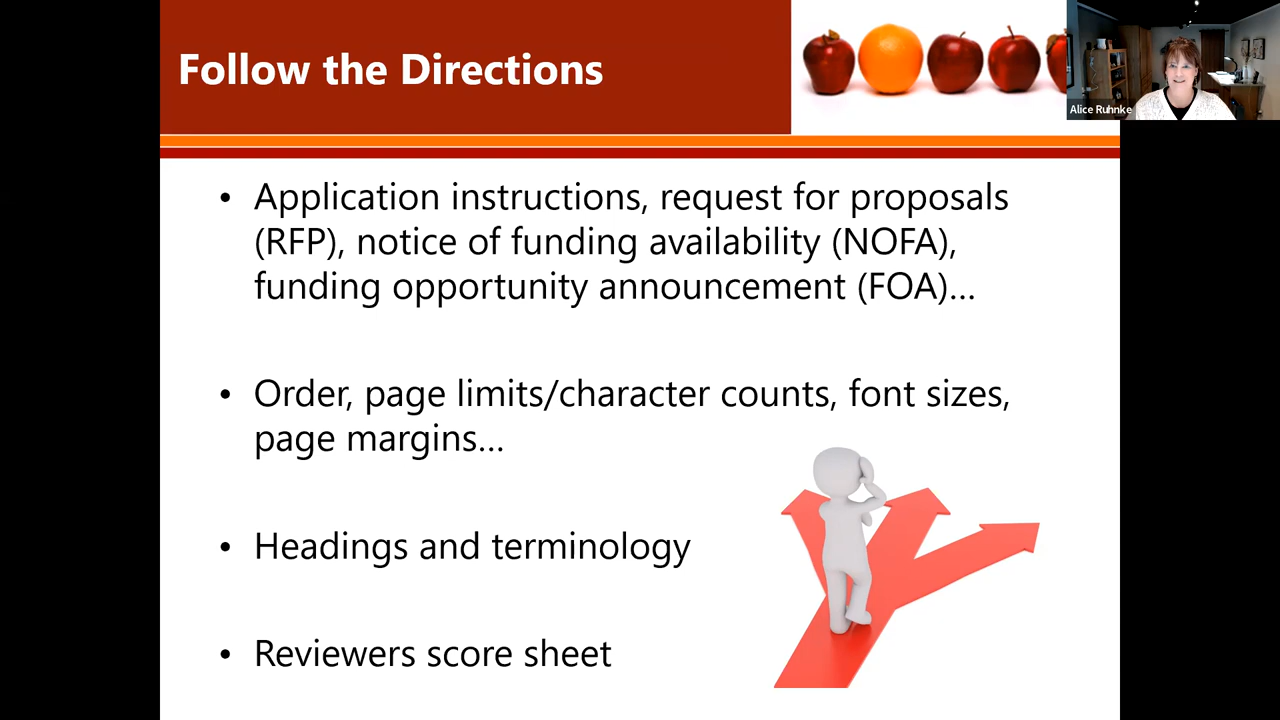 Follow the Directions
Alice Ruhnke
• Application instructions, request for proposals
(RFP), notice of funding availability (NOFA),
funding opportunity announcement (FOA)...
• Order, page limits/character counts, font sizes,
page margins...
• Headings and terminology
• Reviewers score sheet